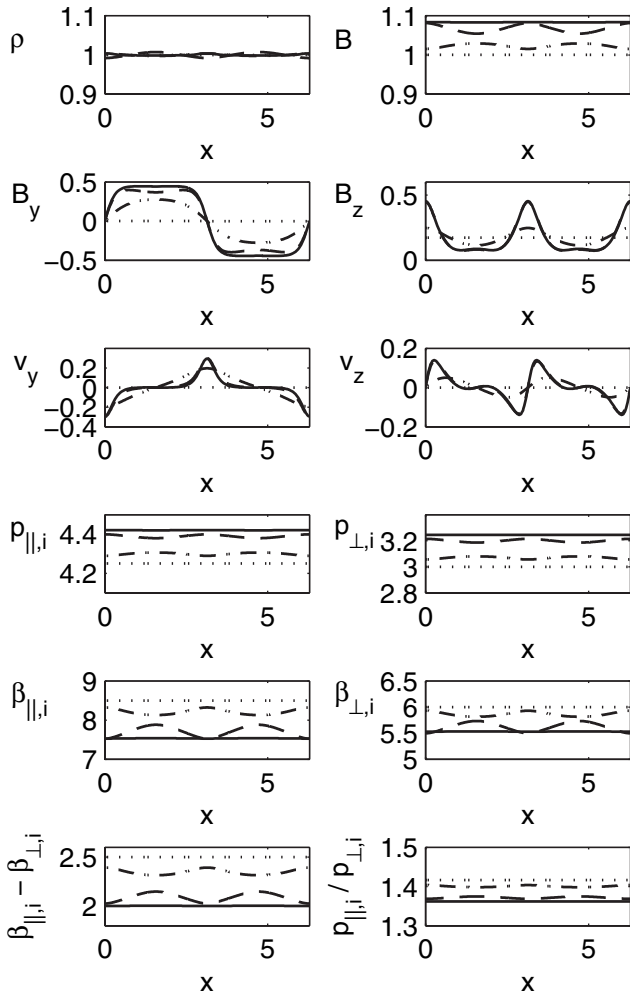 ρ
1.1
1
0.9
0 5
x
B
1.1
1
0.9
0 5
x
B_y
0.5
0
−0.5
0 5
x
B_z
0.5
0
0 5
x
v_y
0.2
0
−0.2
−0.4
0 5
x
v_z
0.2
0
−0.2
0 5
x
p_{||,i}
4.4
4.2
0 5
x
p_{⊥,i}
3.2
3
2.8
0 5
x
β_{||,i}
9
8
7
0 5
x
β_{⊥,i}
6.5
6
5.5
5
0 5
x
β_{||,i} − β_{⊥,i}
2.5
2
0 5
x
p_{||,i} / p_{⊥,i}
1.5
1.4
1.3
0 5
x